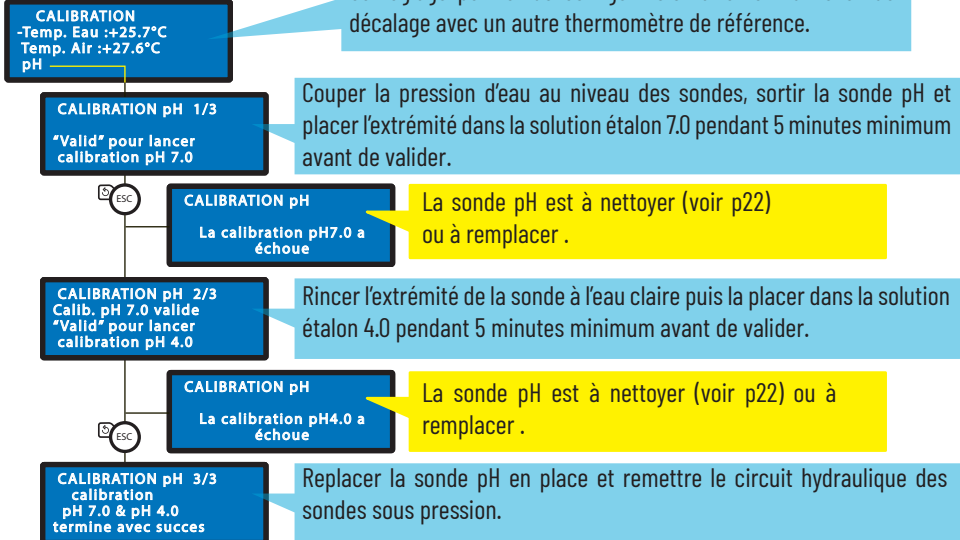 CALIBRATION
-Temp. Eau :+25.7°C
Temp. Air :+27.6°C
pH
décalage avec un autre thermomètre de référence.
CALIBRATION pH 1/3
"Valid" pour lancer
calibration pH 7.0
Couper la pression d'eau au niveau des sondes, sortir la sonde pH et
placer l'extrémité dans la solution étalon 7.0 pendant 5 minutes minimum
avant de valider.
ESC
CALIBRATION pH
La calibration pH7.0 a
échoue
La sonde pH est à nettoyer (voir p22)
ou à remplacer .
CALIBRATION pH 2/3
Calib. pH 7.0 valide
"Valid" pour lancer
calibration pH 4.0
Rincer l'extrémité de la sonde à l'eau claire puis la placer dans la solution
étalon 4.0 pendant 5 minutes minimum avant de valider.
CALIBRATION pH
La calibration pH4.0 a
échoue
La sonde pH est à nettoyer (voir p22) ou à
remplacer .
ESC
CALIBRATION pH 3/3
calibration
pH 7.0 & pH 4.0
termine avec succes
Replacer la sonde pH en place et remettre le circuit hydraulique des
sondes sous pression.